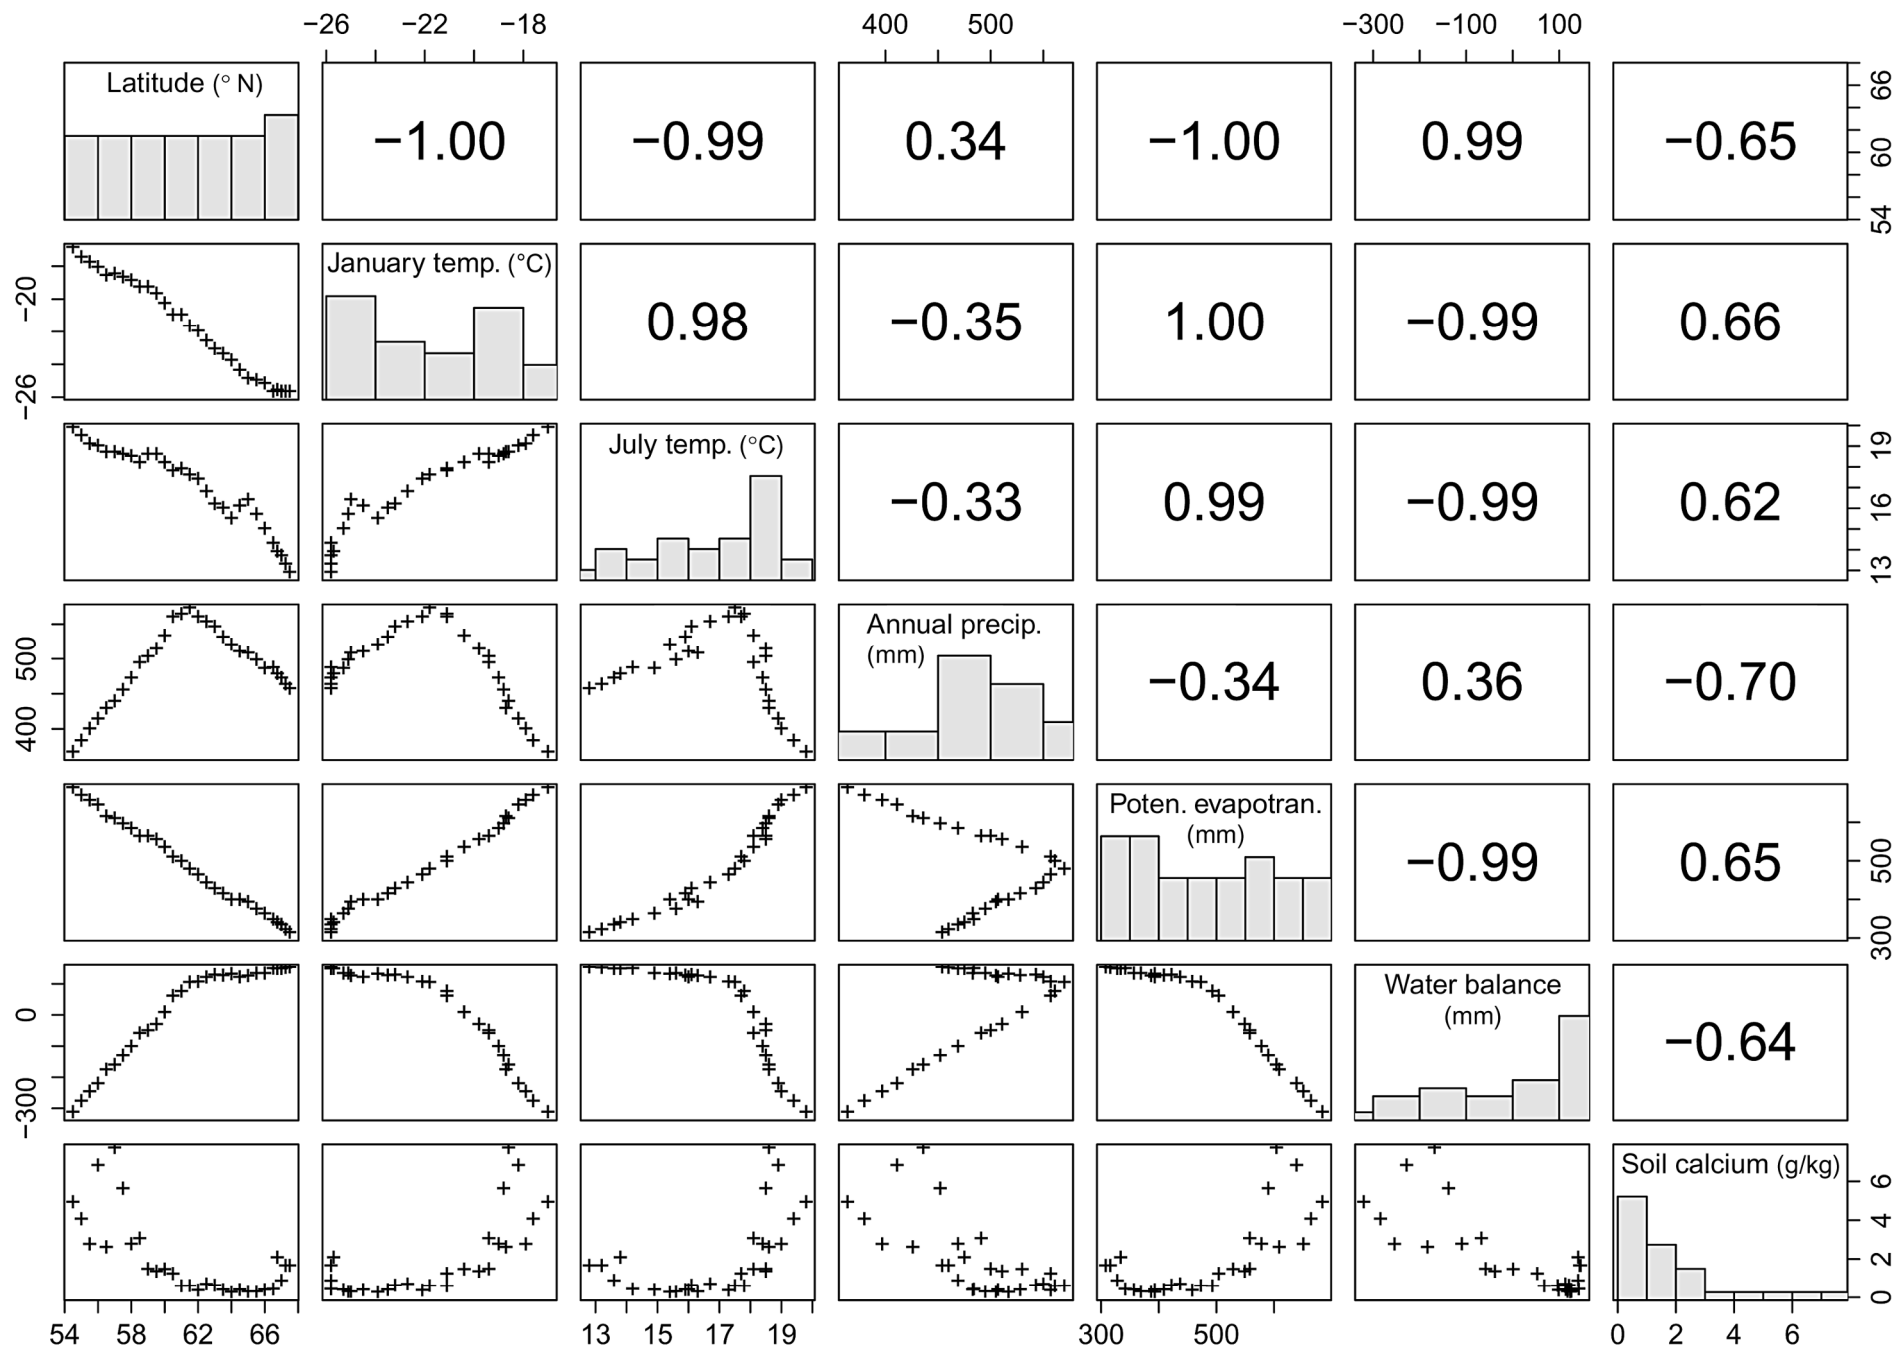 −26 −22 −18 400 500 −300 −100 100
Latitude (° N)
−1.00 −0.99 0.34 −1.00 0.99 −0.65
54 60 66
−26 −20
January temp. (°C)
0.98 −0.35 1.00 −0.99 0.66
July temp. (°C)
−0.33 0.99 −0.99 0.62
13 16 19
400 500
Annual precip.
(mm)
−0.34 0.36 −0.70
Poten. evapotran.
(mm)
−0.99 0.65
300 500
−300 0
Water balance
(mm)
−0.64
Soil calcium (g/kg)
0 2 4 6
54 58 62 66 13 15 17 19 300 500 0 2 4 6